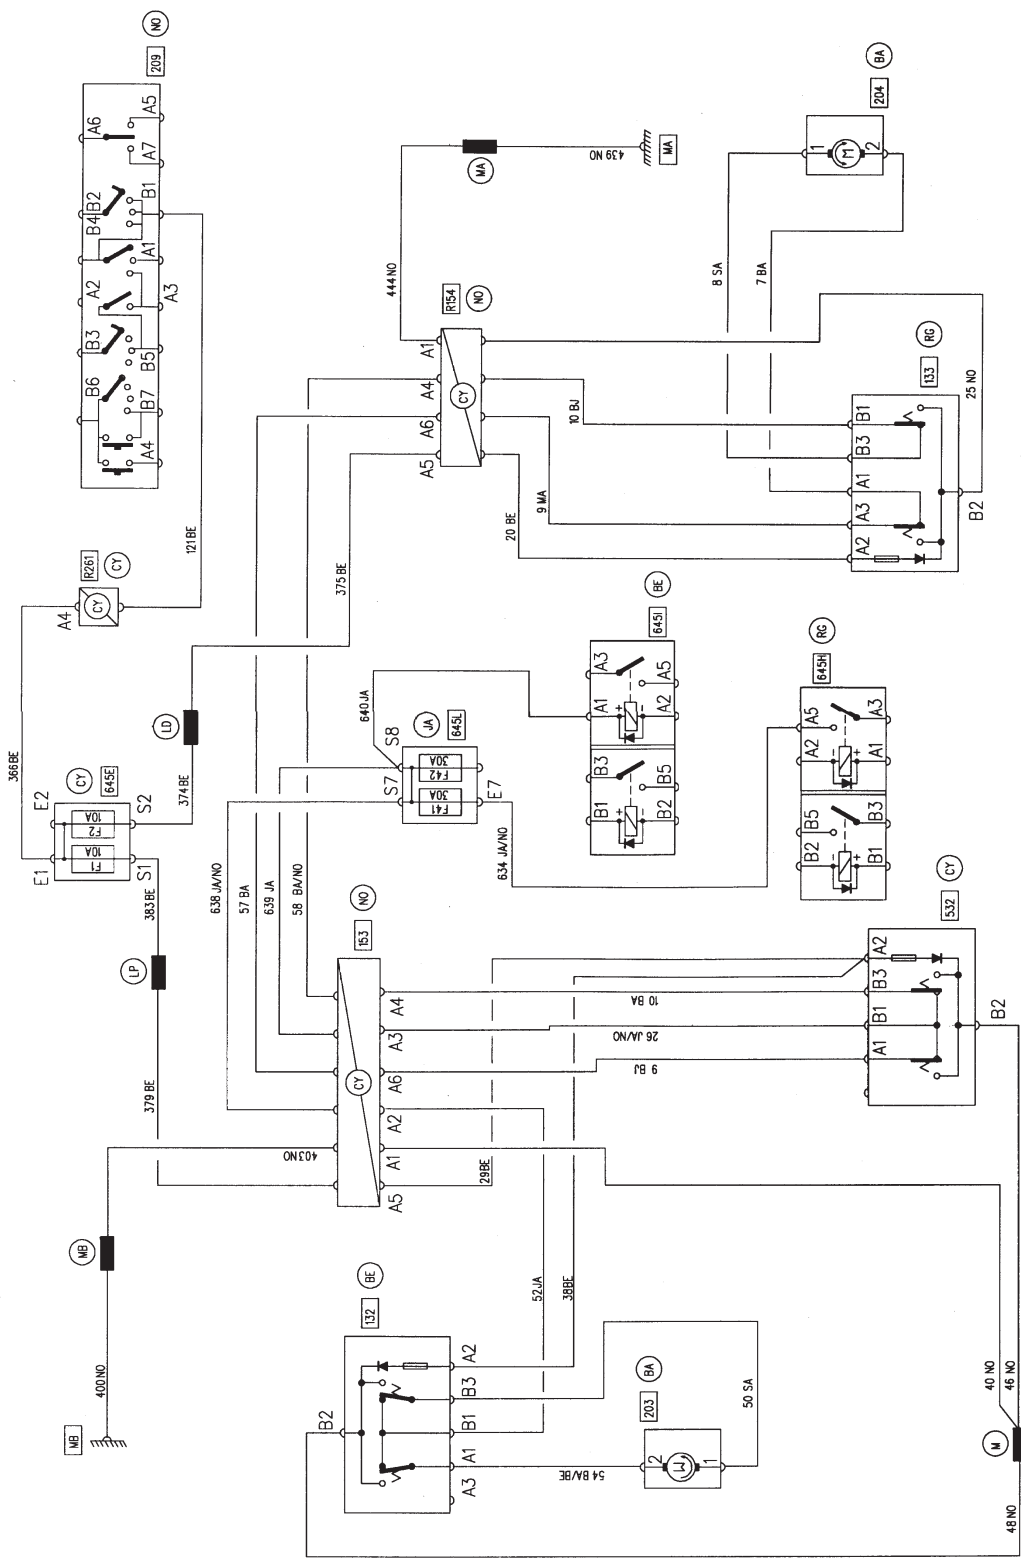 NO
209
A6
A5
A7
B2
B4
B1
A1
A2
A3
B3
B5
B6
B7
A4
BA
204
1
M
2
MA
439 NO
MA
444 NO
R154
NO
8 SA
7 BA
A1
A4
A6
A5
CY
RG
133
25 NO
10 BJ
9 MA
20 BE
B1
B3
A1
A3
A2
B2
121 BE
R261
CY
CY
A4
375 BE
366BE
LD
374 BE
CY
645E
E2
E1
10A
F2
10A
F1
S2
S1
383 BE
640 JA
JA
645L
S8
S7
30A
F42
30A
F41
E7
BE
645I
A3
A5
A1
A2
B3
B5
B1
B2
RG
645H
A5
A3
A2
A1
B5
B3
B2
B1
634 JA/NO
638 JA/NO
57 BA
639 JA
58 BA/NO
LP
379 BE
NO
153
CY
A4
A3
A6
A2
A1
A5
CY
532
A2
B3
B1
A1
B2
10 BA
26 JA/NO
9 BJ
403 NO
29BE
MB
400 NO
MB
BE
132
52JA
38BE
B2
A2
B3
B1
A1
A3
BA
203
2
M
1
50 SA
54 BA/BE
40 NO
46 NO
M
48 NO